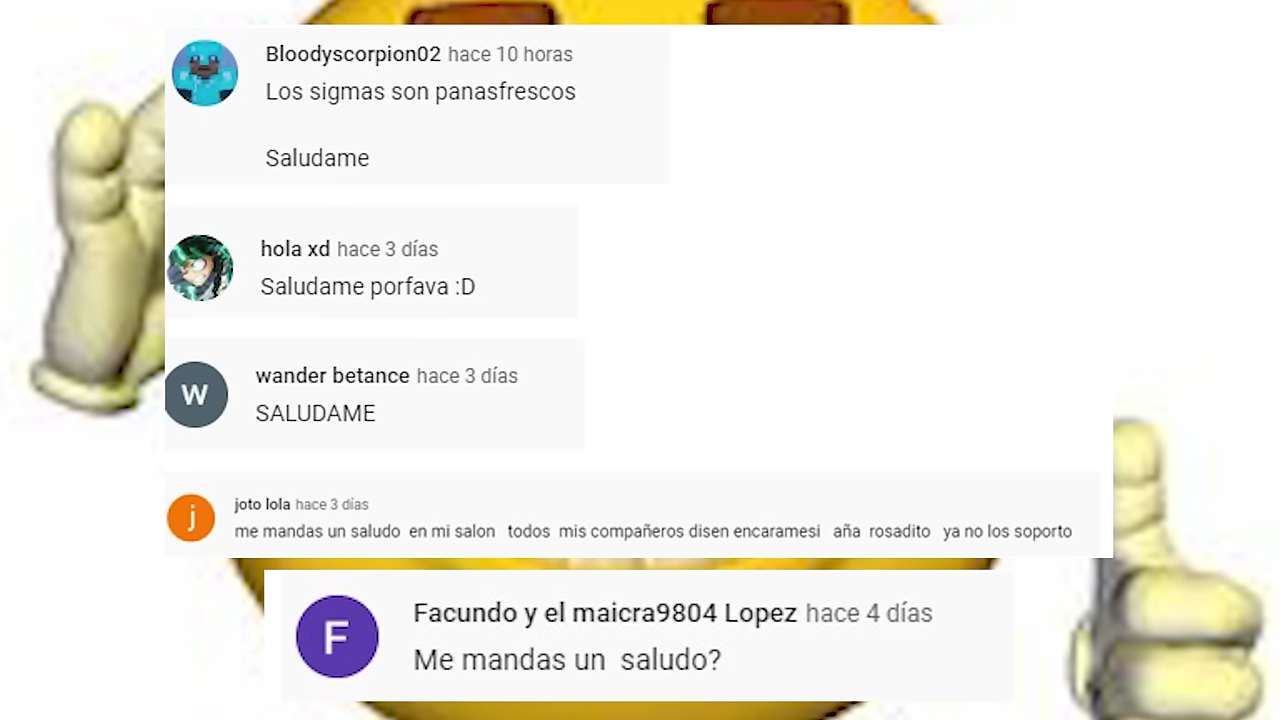 Bloodyscorpion02 hace 10 horas
Los sigmas son panasfrescos
Saludame
hola xd hace 3 días
Saludame porfava :D
W
wander betance hace 3 días
SALUDAME
j
joto lola hace 3 días
me mandas un saludo en mi salon todos mis compañeros disen encaramesi aña rosadito ya no los soporto
F
Facundo y el maicra9804 Lopez hace 4 días
Me mandas un saludo?